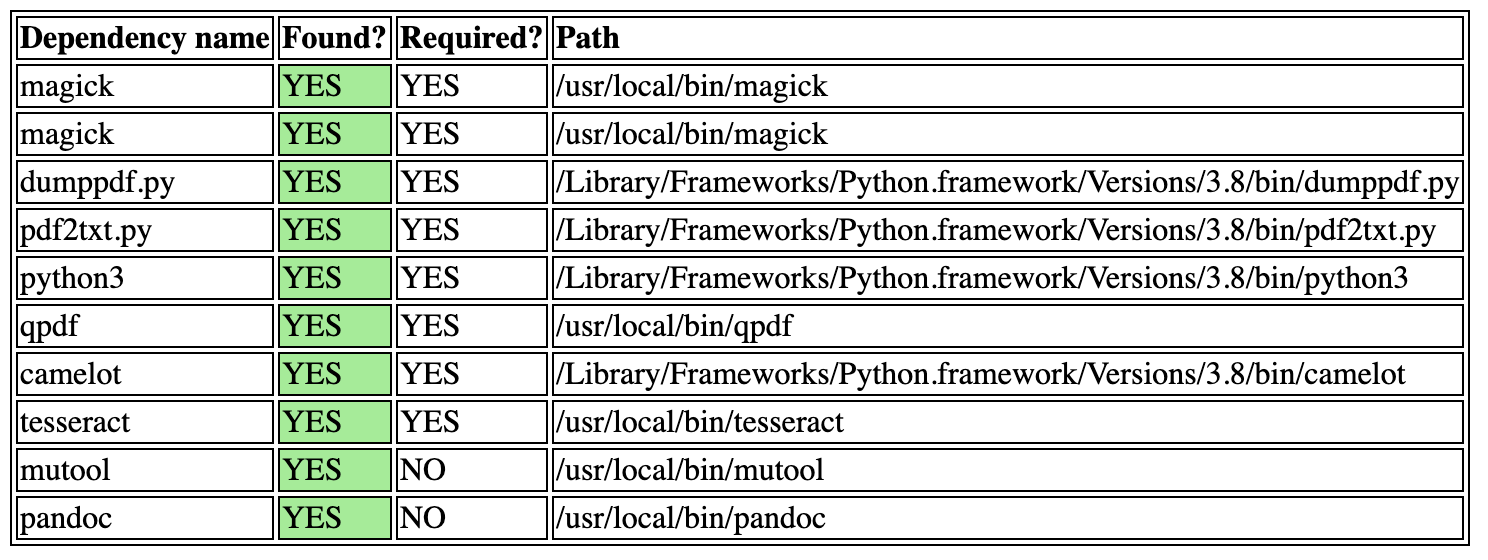 Dependency name Found? Required? Path
magick YES YES /usr/local/bin/magick
magick YES YES /usr/local/bin/magick
dumppdf.py YES YES /Library/Frameworks/Python.framework/Versions/3.8/bin/dumppdf.py
pdf2txt.py YES YES /Library/Frameworks/Python.framework/Versions/3.8/bin/pdf2txt.py
python3 YES YES /Library/Frameworks/Python.framework/Versions/3.8/bin/python3
qpdf YES YES /usr/local/bin/qpdf
camelot YES YES /Library/Frameworks/Python.framework/Versions/3.8/bin/camelot
tesseract YES YES /usr/local/bin/tesseract
mutool YES NO /usr/local/bin/mutool
pandoc YES NO /usr/local/bin/pandoc